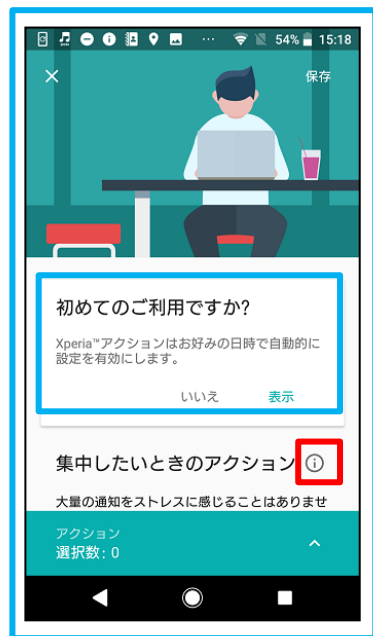 54% 15:18
保存
初めてのご利用ですか?
Xperia™アクションはお好みの日時で自動的に
設定を有効にします。
いいえ 表示
集中したいときのアクション
大量の通知をストレスに感じることはありませ
アクション
選択数: 0